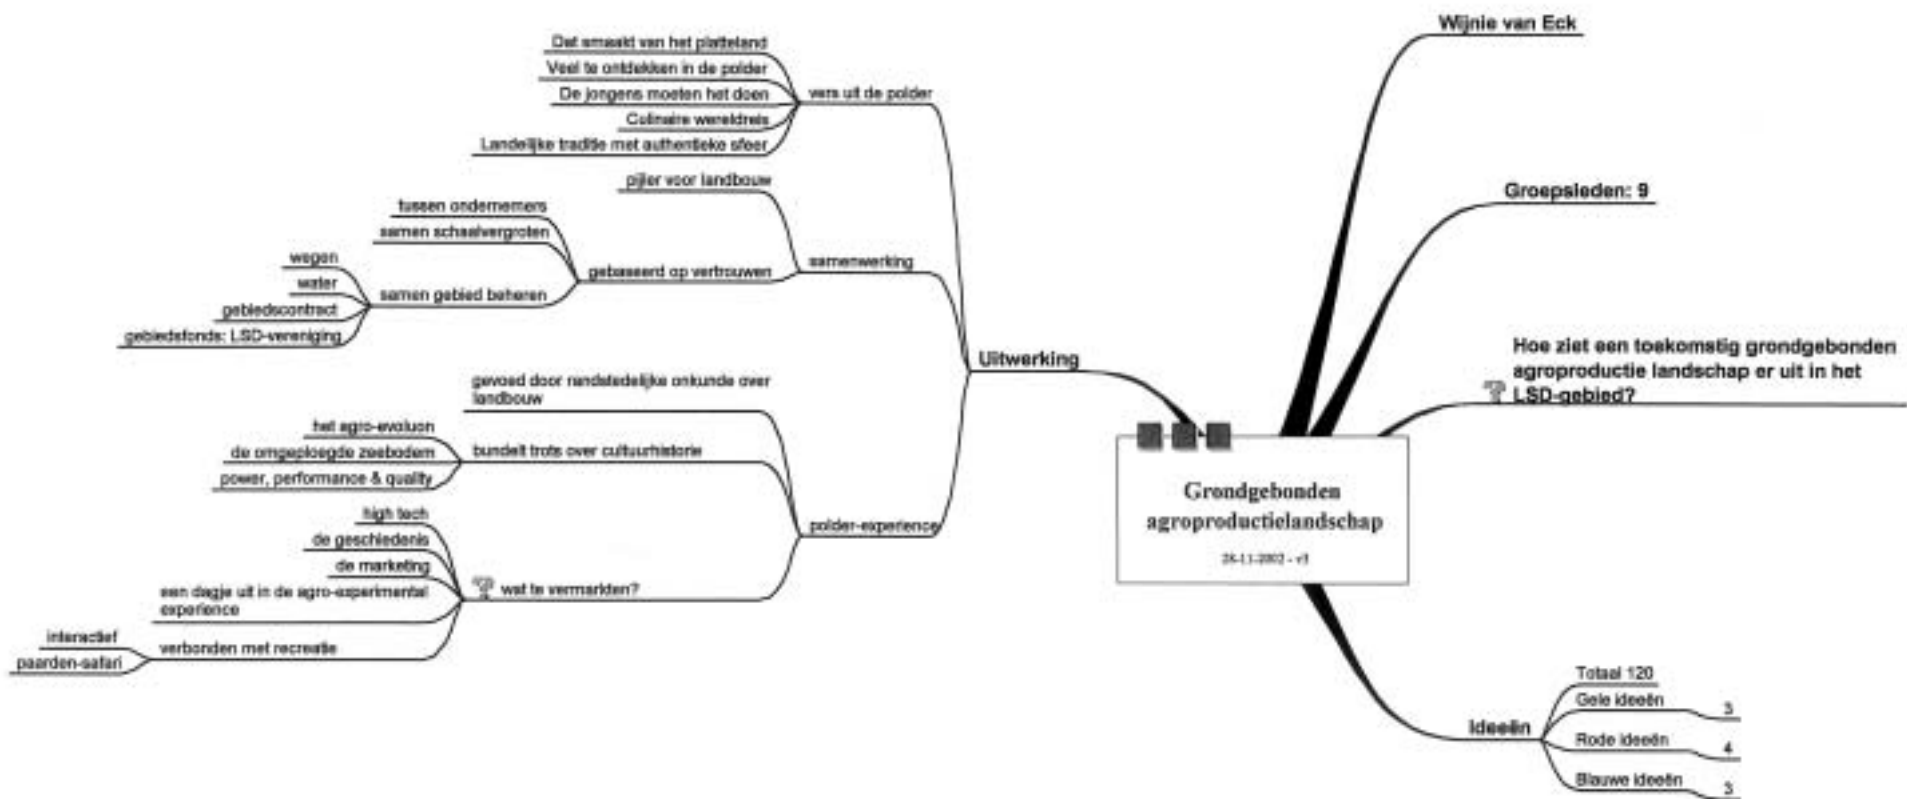 Wijnie van Eck
Groepsleden: 9
Hoe ziet een toekomstig grondgebonden
agroproductie landschap er uit in het
LSD-gebied?
Grondgebonden
agroproductielandschap
28-11-2002 - v3
Ideeën
Totaal 120
Gele ideeën
3
Rode ideeën
4
Blauwe ideeën
3
Uitwerking
vers uit de polder
Dat smaakt van het platteland
Veel te ontdekken in de polder
De jongens moeten het doen
Culinaire wereldreis
Landelijke traditie met authentieke sfeer
samenwerking
pijler voor landbouw
gebaseerd op vertrouwen
tussen ondernemers
samen schaalvergroten
samen gebied beheren
wegen
water
gebiedscontract
gebiedsfonds: LSD-vereniging
polder-experience
gevoed door randstedelijke onkunde over
landbouw
bundelt trots over cultuurhistorie
het agro-evoluon
de omgeploegde zeebodem
power, performance & quality
wat te vermarkten?
high tech
de geschiedenis
de marketing
een dagje uit in de agro-experimental
experience
verbonden met recreatie
interactief
paarden-safari